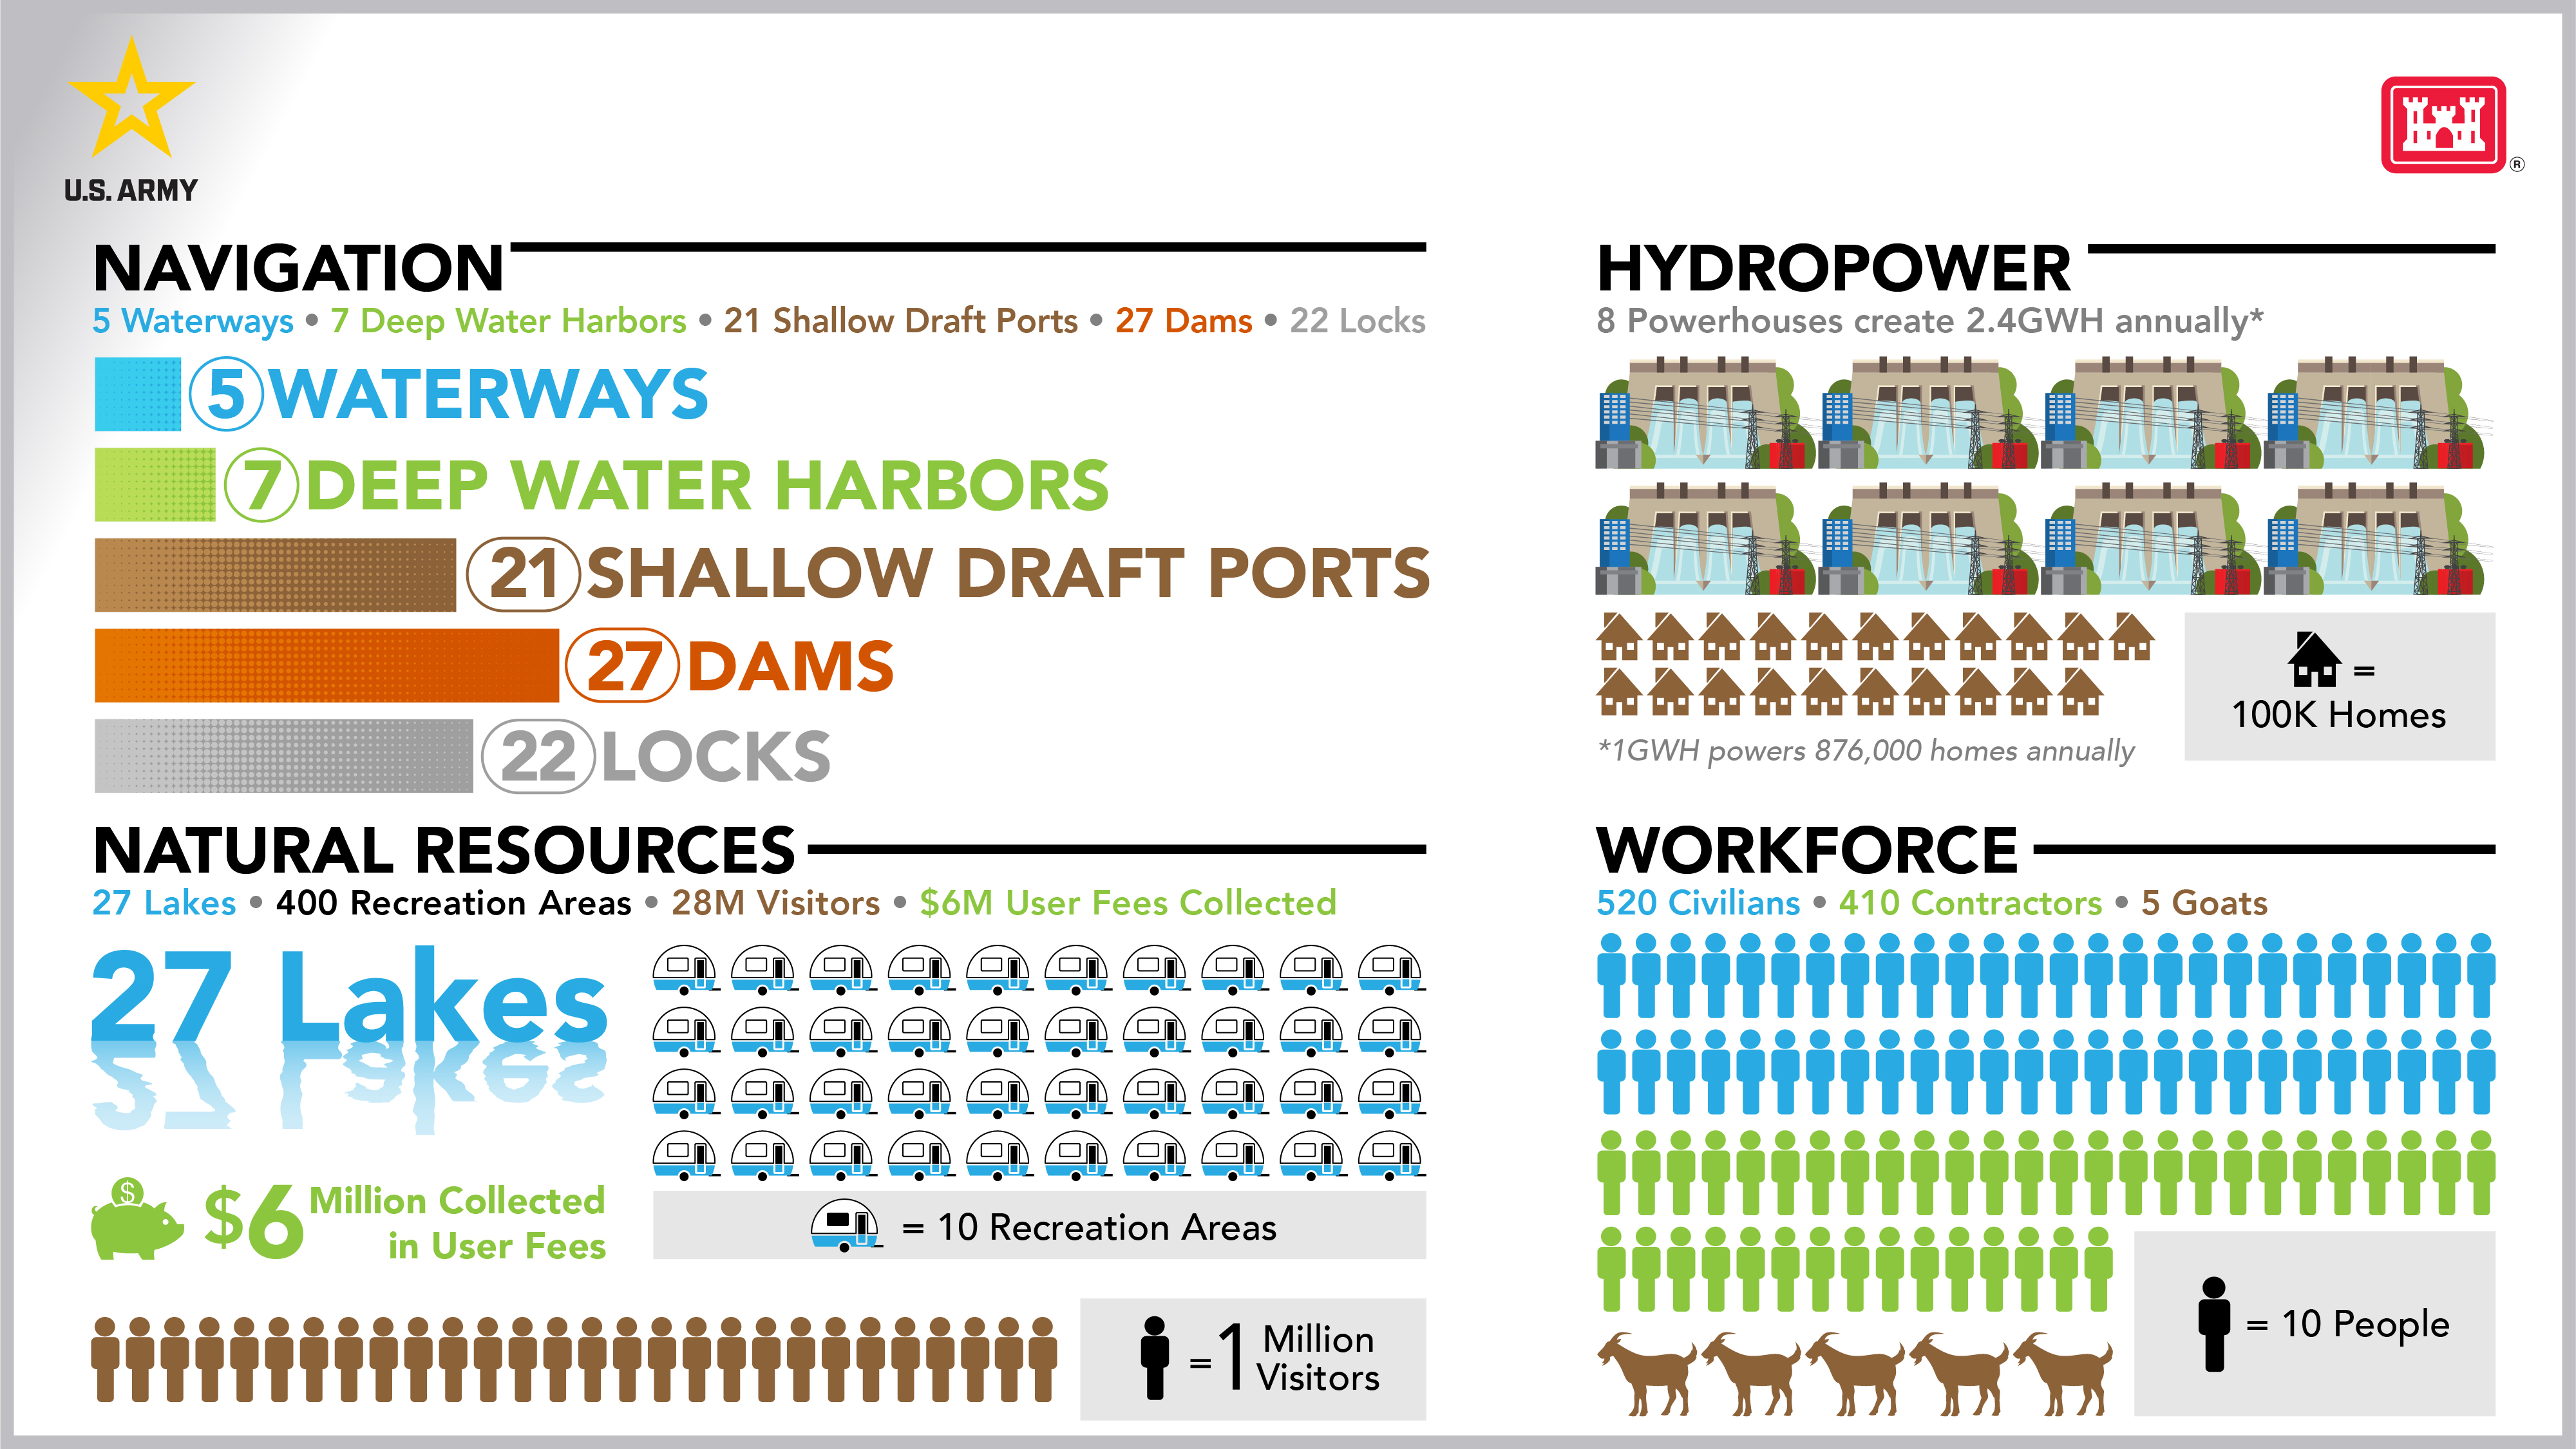 U.S. ARMY
®
NAVIGATION
5 Waterways • 7 Deep Water Harbors • 21 Shallow Draft Ports • 27 Dams • 22 Locks
5 WATERWAYS
7 DEEP WATER HARBORS
21 SHALLOW DRAFT PORTS
27 DAMS
22 LOCKS
HYDROPOWER
8 Powerhouses create 2.4GWH annually*
=
100K Homes
*1GWH powers 876,000 homes annually
NATURAL RESOURCES
27 Lakes • 400 Recreation Areas • 28M Visitors • $6M User Fees Collected
27 Lakes
$
$6 Million Collected
in User Fees
= 10 Recreation Areas
= 1 Million
Visitors
WORKFORCE
520 Civilians • 410 Contractors • 5 Goats
= 10 People